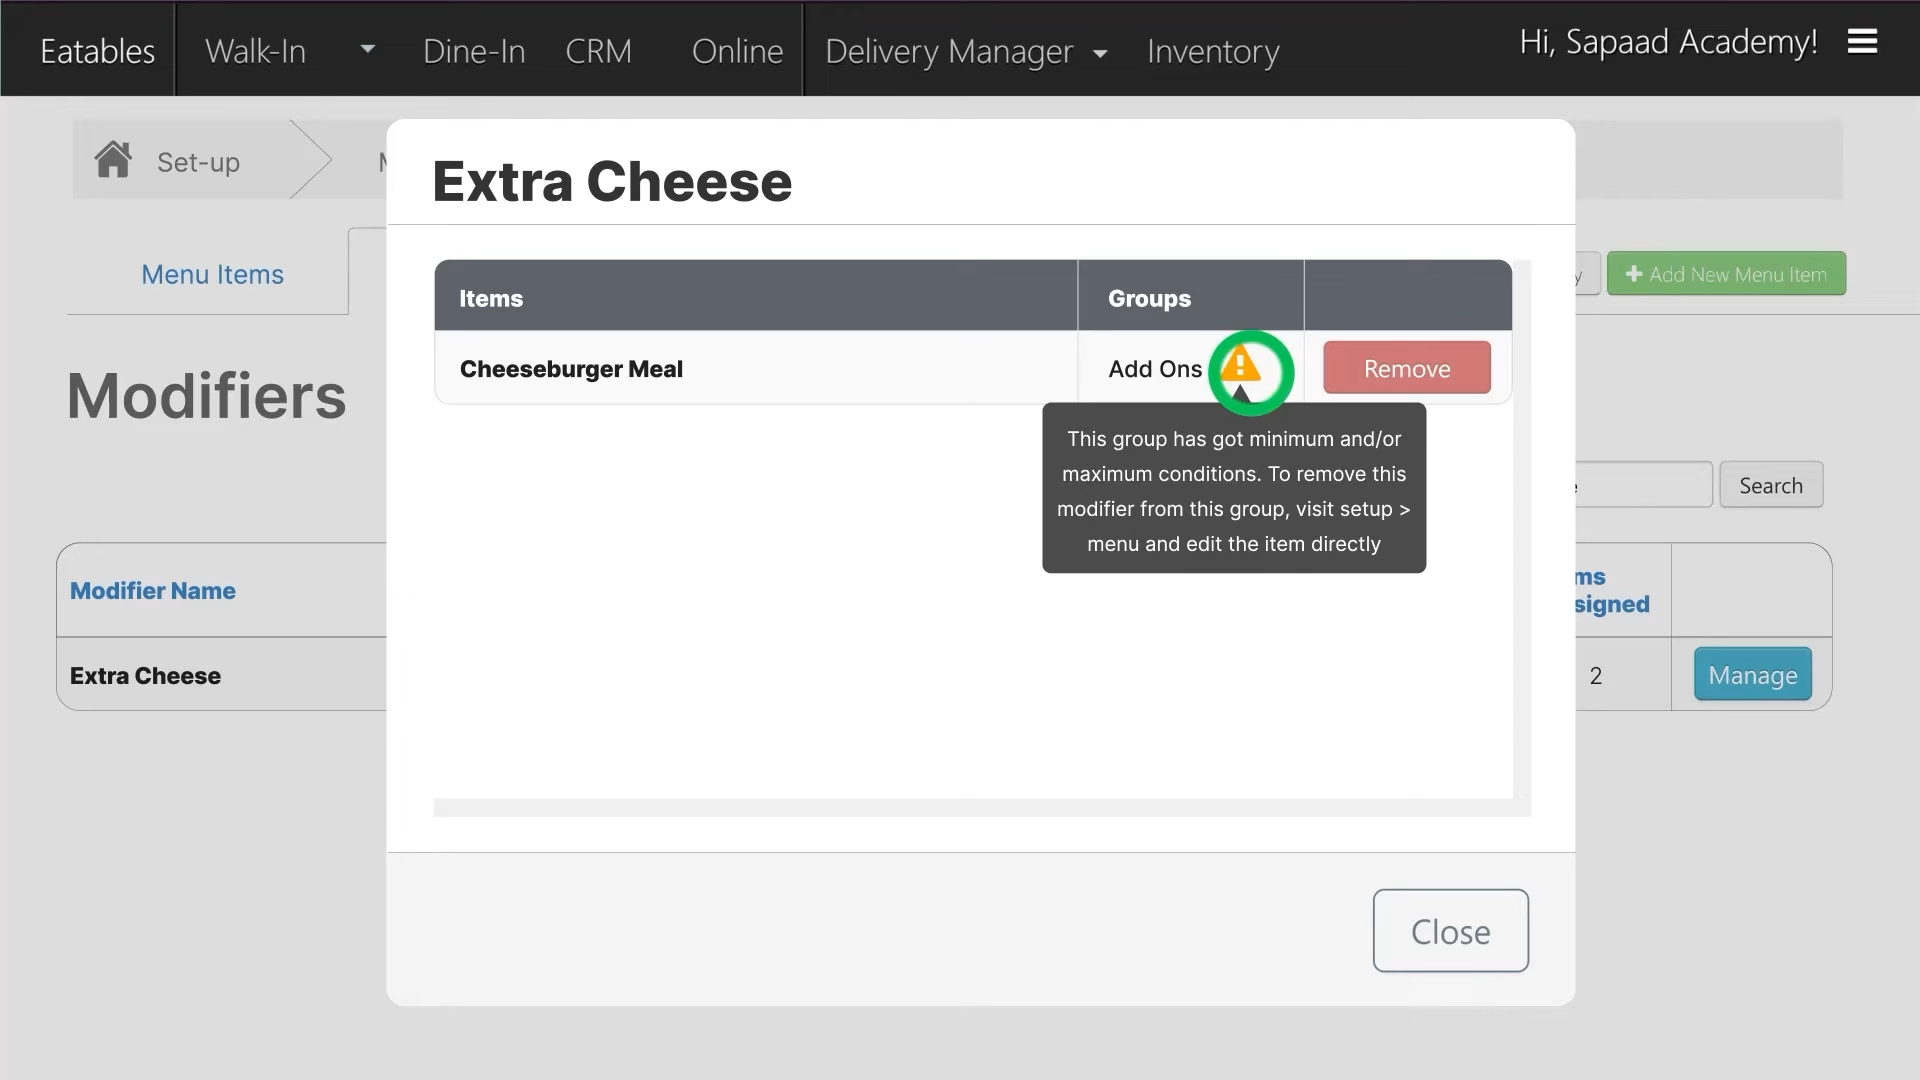 Eatables Walk-In Dine-In CRM Online Delivery Manager Inventory Hi, Sapaad Academy!
Set-up
Extra Cheese
Menu Items
+ Add New Menu Item
Items Groups
Cheeseburger Meal Add Ons Remove
This group has got minimum and/or
maximum conditions. To remove this
modifier from this group, visit setup >
menu and edit the item directly
Modifiers
Search
Modifier Name
Extra Cheese 2 Manage
Close